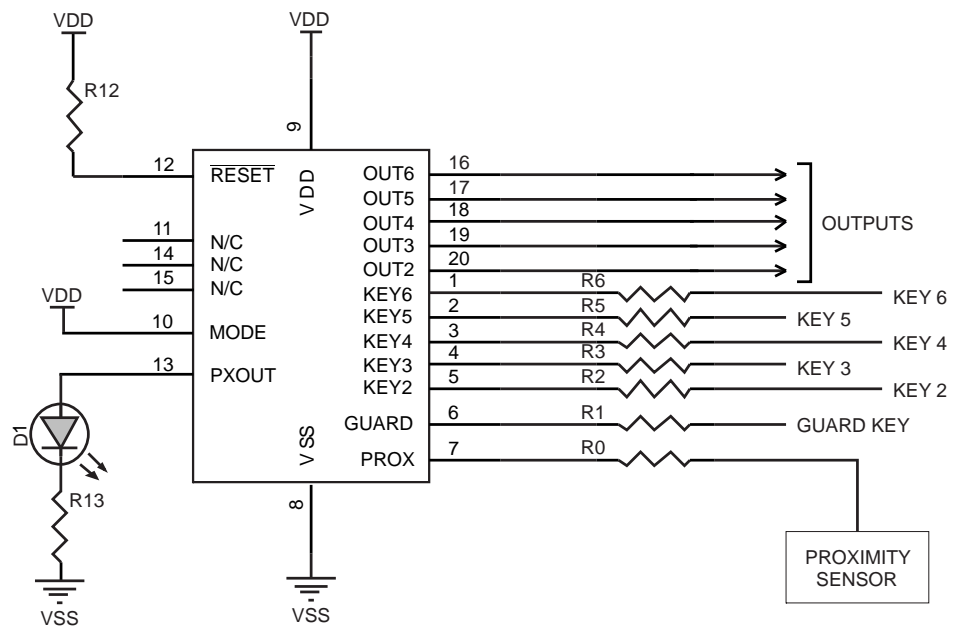 VDD
VDD
R12
9
12
RESET
VDD
OUT6
16
OUT5
17
OUT4
18
OUT3
19
OUT2
20
OUTPUTS
11
N/C
14
N/C
15
N/C
KEY6
1
R6
KEY 6
KEY5
2
R5
KEY 5
KEY4
3
R4
KEY 4
KEY3
4
R3
KEY 3
KEY2
5
R2
KEY 2
VDD
10
MODE
13
PXOUT
GUARD
6
R1
GUARD KEY
PROX
7
R0
D1
VSS
R13
8
PROXIMITY
SENSOR
VSS
VSS